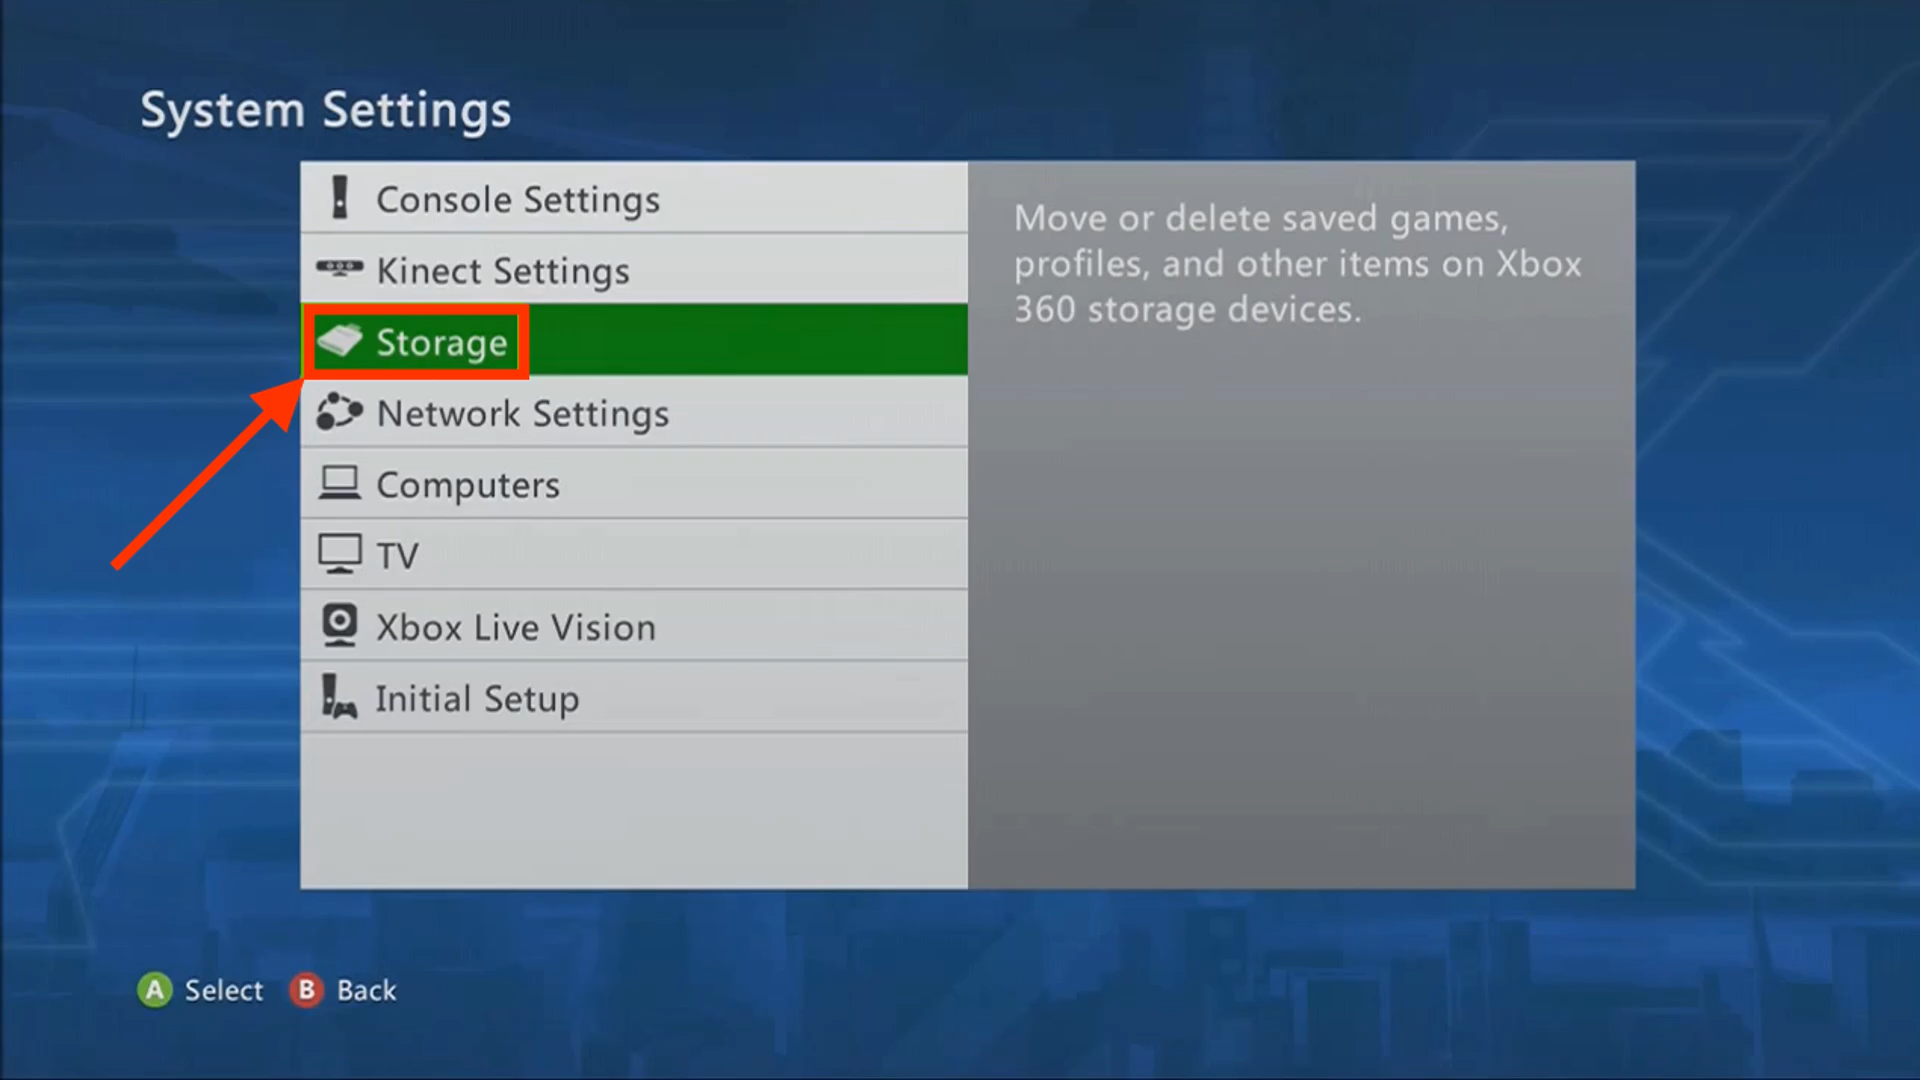 System Settings
Console Settings
Kinect Settings
Storage
Network Settings
Computers
TV
Xbox Live Vision
Initial Setup
Move or delete saved games,
profiles, and other items on Xbox
360 storage devices.
A Select B Back